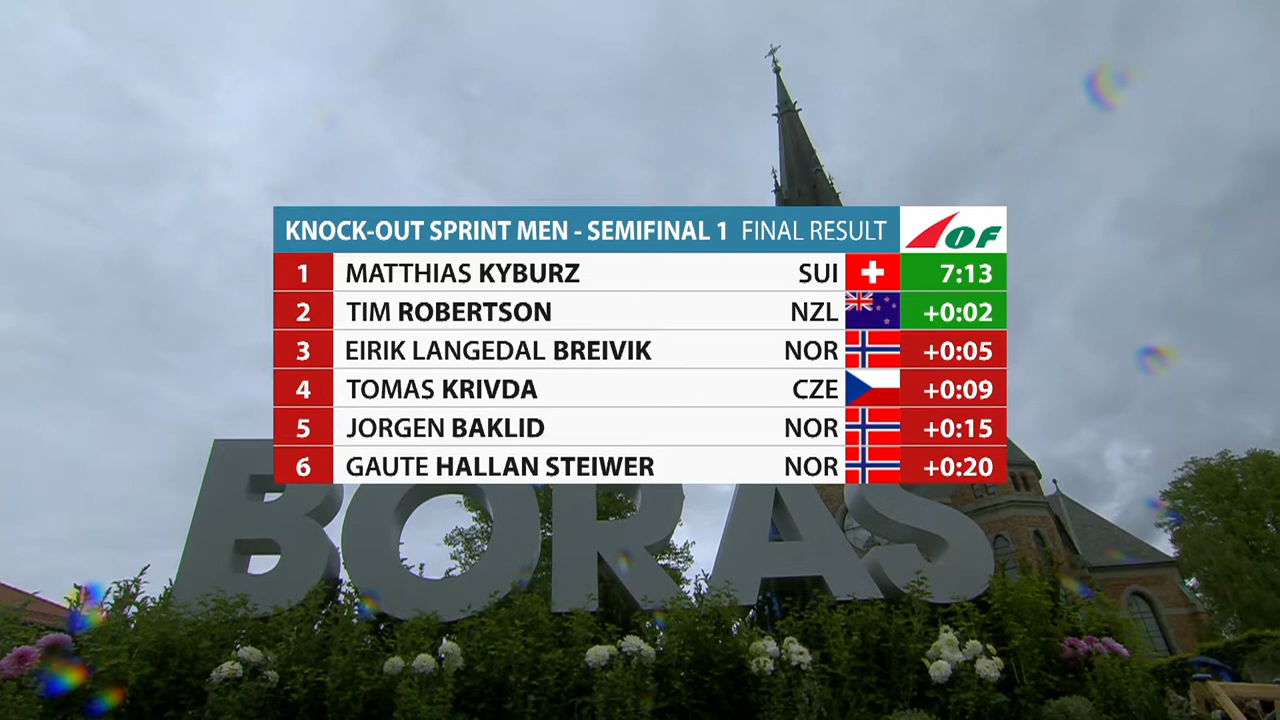 KNOCK-OUT SPRINT MEN - SEMIFINAL 1 FINAL RESULT IOF
1 MATTHIAS KYBURZ SUI 7:13
2 TIM ROBERTSON NZL +0:02
3 EIRIK LANGEDAL BREIVIK NOR +0:05
4 TOMAS KRIVDA CZE +0:09
5 JORGEN BAKLID NOR +0:15
6 GAUTE HALLAN STEIWER NOR +0:20
BORAS